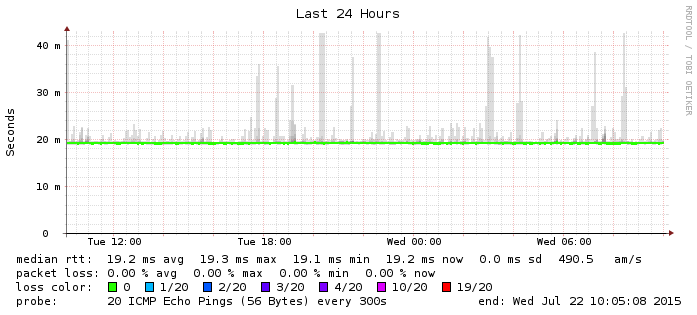 Last 24 Hours
RRDTOOL / TOBI OETIKER
Seconds
40 m
30 m
20 m
10 m
0
Tue 12:00 Tue 18:00 Wed 00:00 Wed 06:00
median rtt: 19.2 ms avg 19.3 ms max 19.1 ms min 19.2 ms now 0.0 ms sd 490.5 am/s
packet loss: 0.00 % avg 0.00 % max 0.00 % min 0.00 % now
loss color: 0 1/20 2/20 3/20 4/20 10/20 19/20
probe: 20 ICMP Echo Pings (56 Bytes) every 300s end: Wed Jul 22 10:05:08 2015